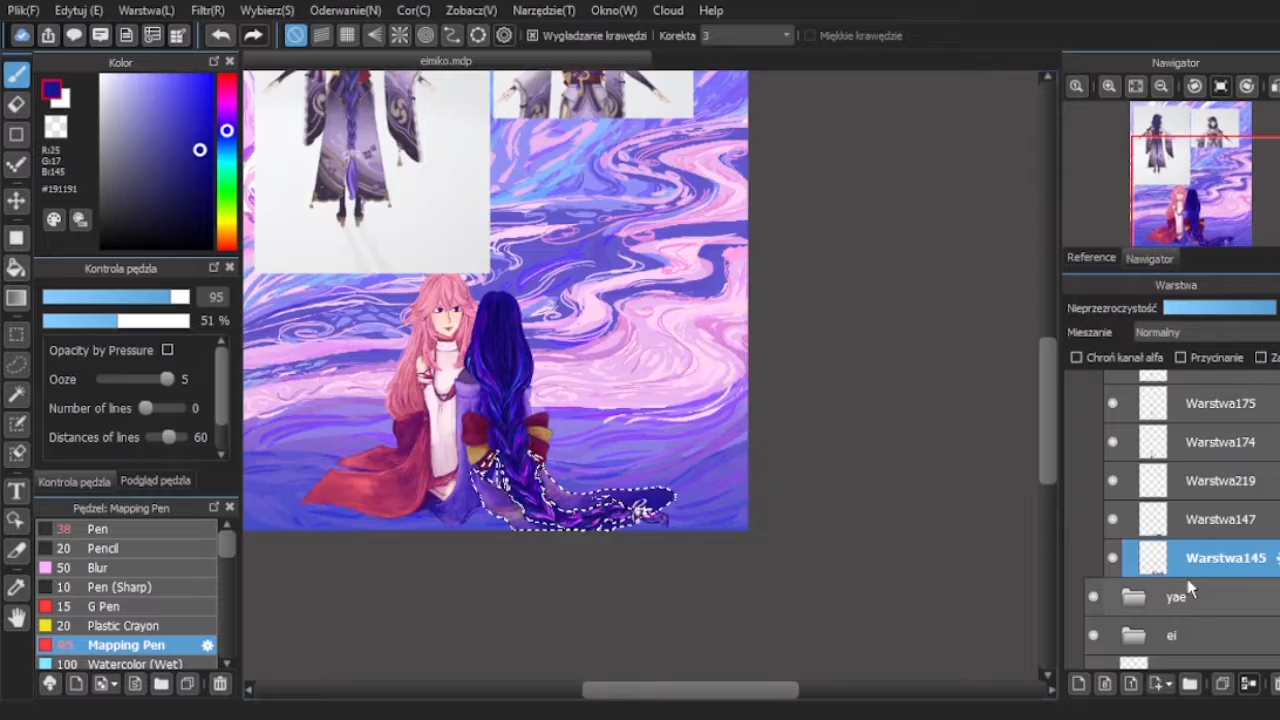 Plik(F) Edytuj (E) Warstwa(L) Filtr(R) Wybierz(S) Oderwanie(N) Cor(C) Zobacz(V) Narzędzie(T) Okno(W) Cloud Help
Wygładzanie krawędzi Korekta 3 Miękkie krawędzie
Kolor
eimiko.mdp
Nawigator
R:25
G:17
B:145
#191191
Kontrola pędzla
95
51 %
Opacity by Pressure
Ooze 5
Number of lines 0
Distances of lines 60
Kontrola pędzla Podgląd pędzla
Pędzel: Mapping Pen
38 Pen
20 Pencil
50 Blur
10 Pen (Sharp)
15 G Pen
20 Plastic Crayon
95 Mapping Pen
100 Watercolor (Wet)
Reference Nawigator
Warstwa
Nieprzezroczystość
Mieszanie Normalny
Chroń kanał alfa Przycinanie
Warstwa175
Warstwa174
Warstwa219
Warstwa147
Warstwa145
yae
ei